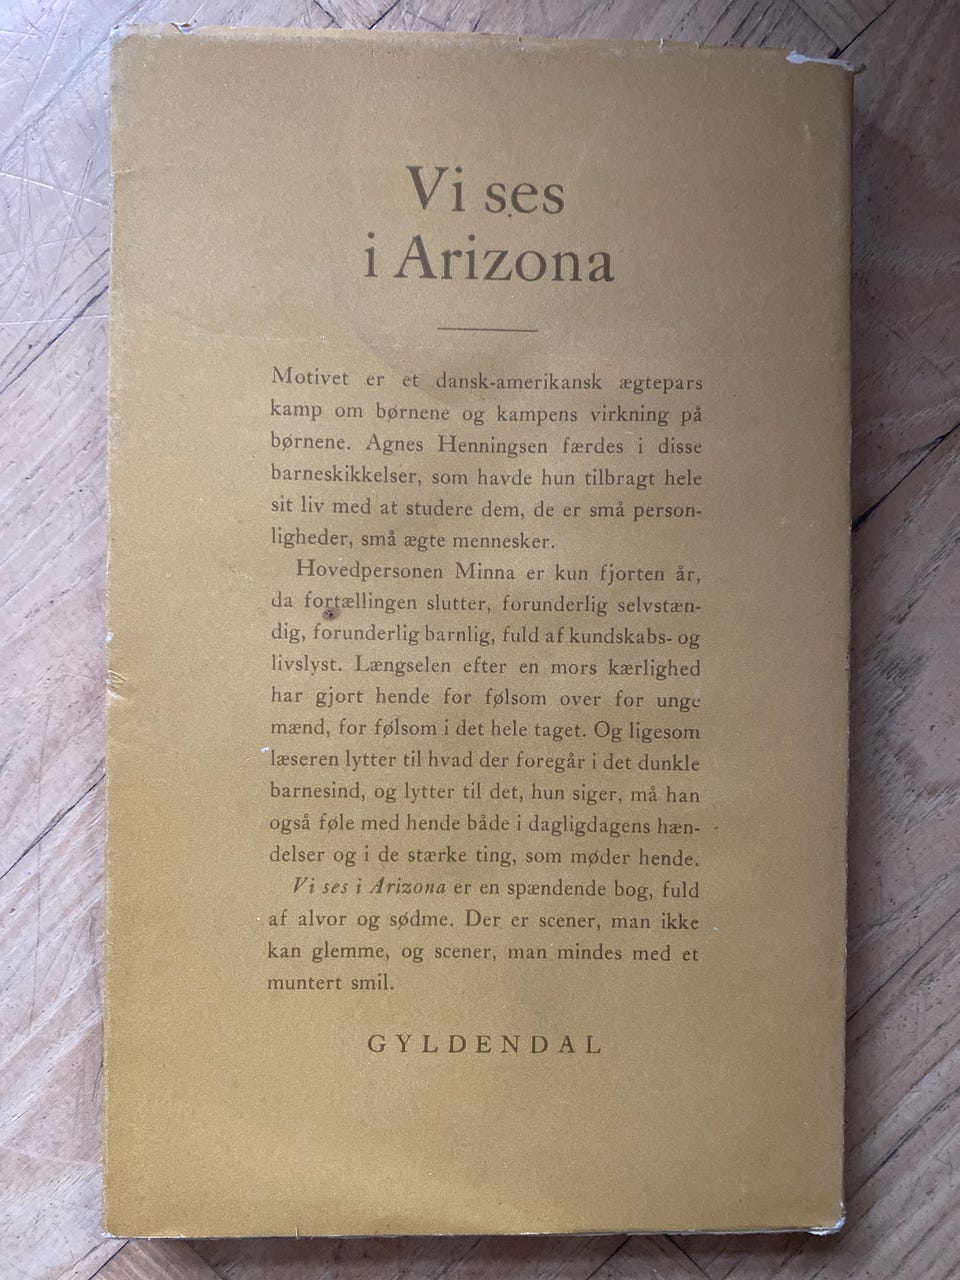 Vi ses
i Arizona
Motivet er et dansk-amerikansk ægtepars
kamp om børnene og kampens virkning på
børnene. Agnes Henningsen færdes i disse
barneskikkelser, som havde hun tilbragt hele
sit liv med at studere dem, de er små person-
ligheder, små ægte mennesker.
Hovedpersonen Minna er kun fjorten år,
da fortællingen slutter, forunderlig selvstæn-
dig, forunderlig barnlig, fuld af kundskabs- og
livslyst. Længselen efter en mors kærlighed
har gjort hende for følsom over for unge
mænd, for følsom i det hele taget. Og ligesom
læseren lytter til hvad der foregår i det dunkle
barnesind, og lytter til det, hun siger, må han
også føle med hende både i dagligdagens hæn-
delser og i de stærke ting, som møder hende.
Vi ses i Arizona er en spændende bog, fuld
af alvor og sødme. Der er scener, man ikke
kan glemme, og scener, man mindes med et
muntert smil.
GYLDENDAL